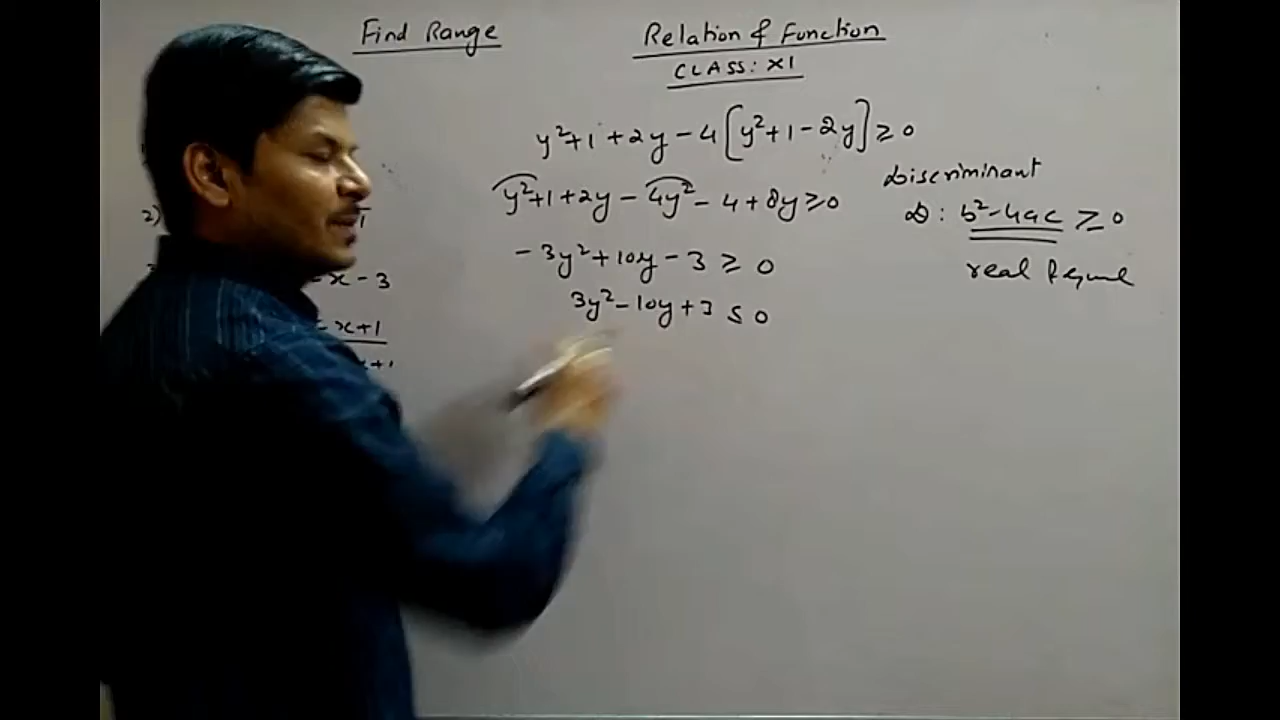 Find Range
Relation & Function
CLASS: XI
y²+1 +2y - 4[y²+1-2y] ≥ 0
y²+1+2y - 4y² - 4+8y ≥ 0
-3y²+10y - 3 ≥ 0
3y²-10y+3 ≤ 0
Discriminant
D : b²-4ac ≥ 0
real
2)
- x - 3
- x+1